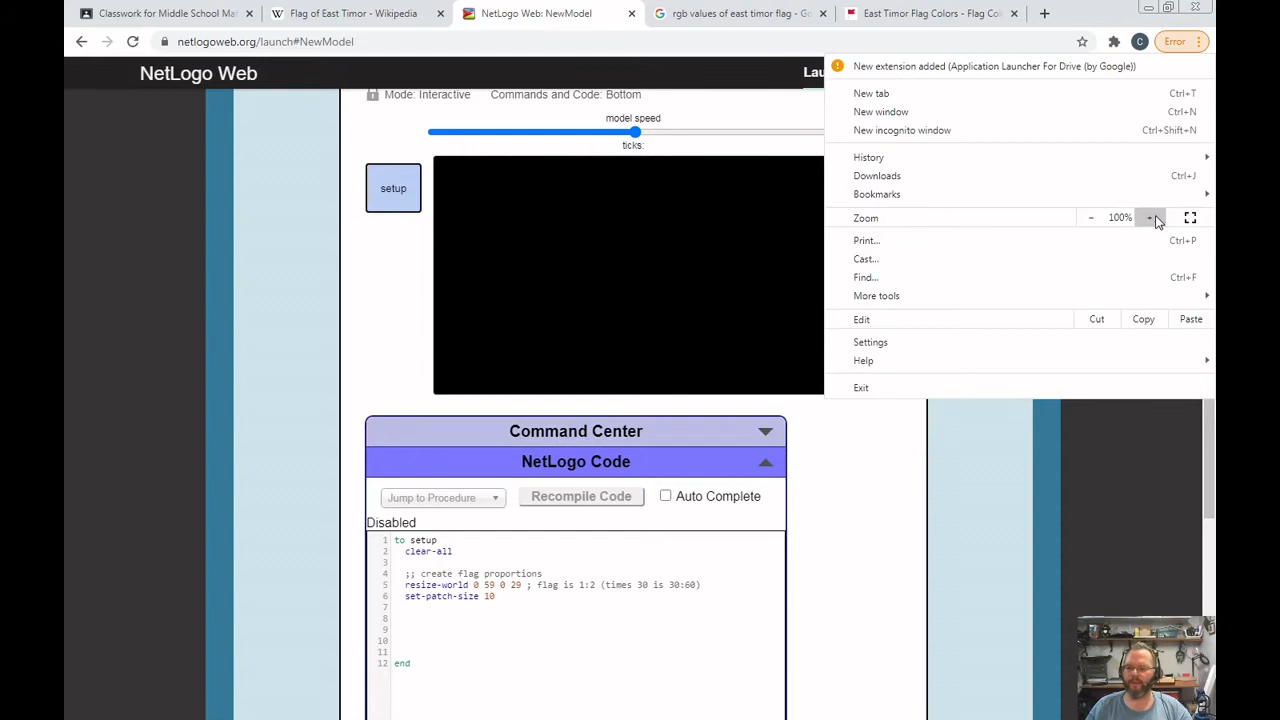 Classwork for Middle School Mat
Flag of East Timor - Wikipedia
NetLogo Web: NewModel
rgb values of east timor flag - Go
East Timor Flag Colors - Flag Col
netlogoweb.org/launch#NewModel
C
Error
NetLogo Web
Lau
New extension added (Application Launcher For Drive (by Google))
New tab Ctrl+T
New window Ctrl+N
New incognito window Ctrl+Shift+N
History
Downloads Ctrl+J
Bookmarks
Zoom - 100% +
Print... Ctrl+P
Cast...
Find... Ctrl+F
More tools
Edit Cut Copy Paste
Settings
Help
Exit
Mode: Interactive Commands and Code: Bottom
model speed
ticks:
setup
Command Center
NetLogo Code
Jump to Procedure Recompile Code Auto Complete
Disabled
1 to setup
2 clear-all
3
4 ;; create flag proportions
5 resize-world 0 59 0 29 ; flag is 1:2 (times 30 is 30:60)
6 set-patch-size 10
7
8
9
10
11
12 end